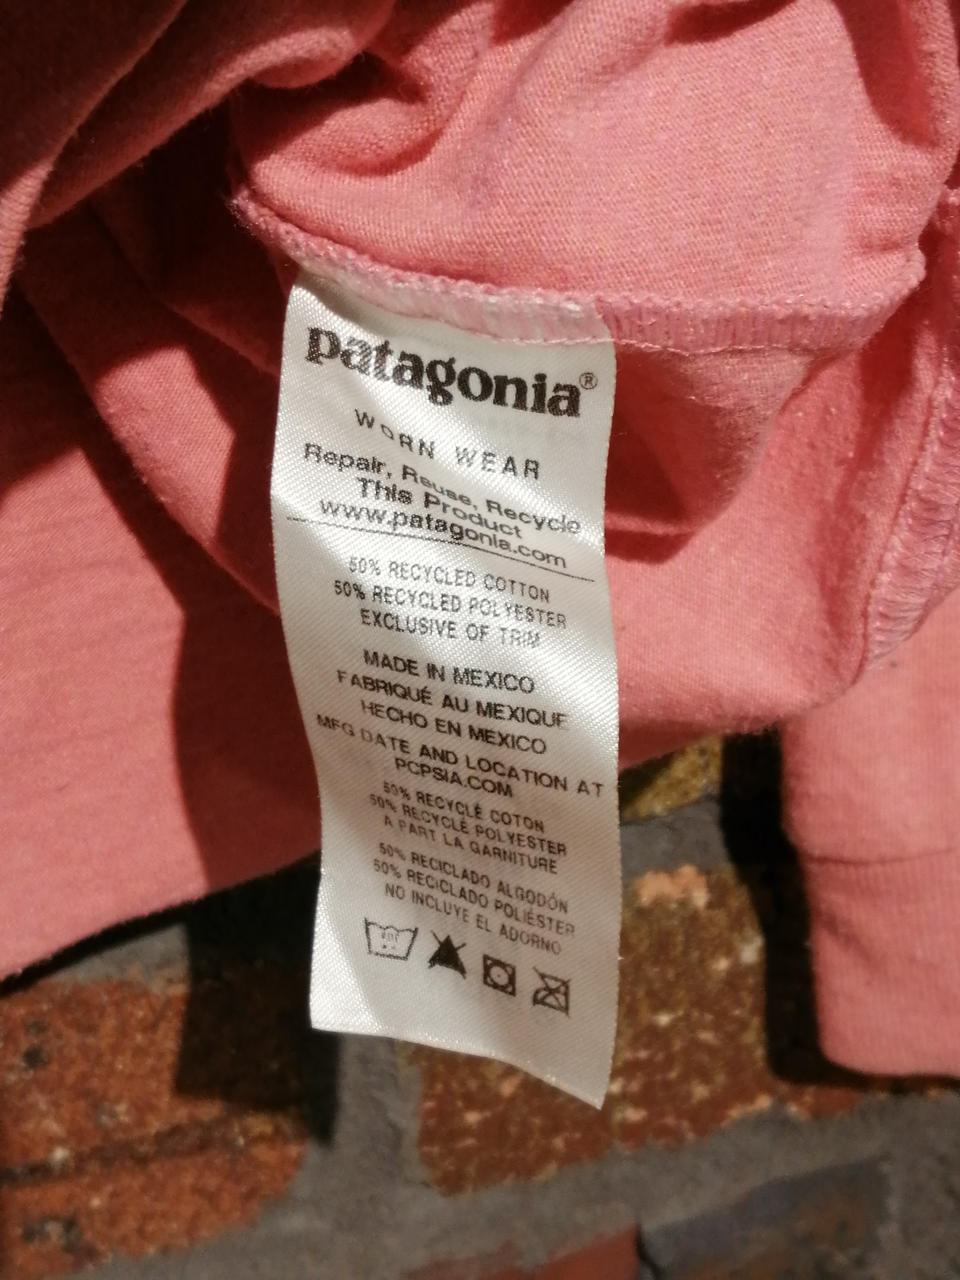 patagonia®
WORN WEAR
Repair, Reuse, Recycle
This Product
www.patagonia.com
50% RECYCLED COTTON
50% RECYCLED POLYESTER
EXCLUSIVE OF TRIM
MADE IN MEXICO
FABRIQUÉ AU MEXIQUE
HECHO EN MEXICO
MFG DATE AND LOCATION AT
PCPSIA.COM
50% RECYCLÉ COTON
50% RECYCLÉ POLYESTER
A PART LA GARNITURE
50% RECICLADO ALGODÓN
50% RECICLADO POLIÉSTER
NO INCLUYE EL ADORNO